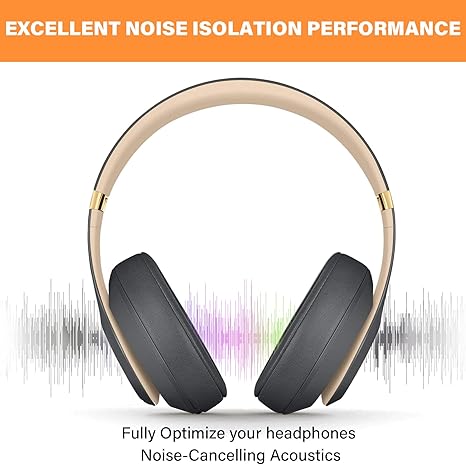 EXCELLENT NOISE ISOLATION PERFORMANCE
Fully Optimize your headphones
Noise-Cancelling Acoustics